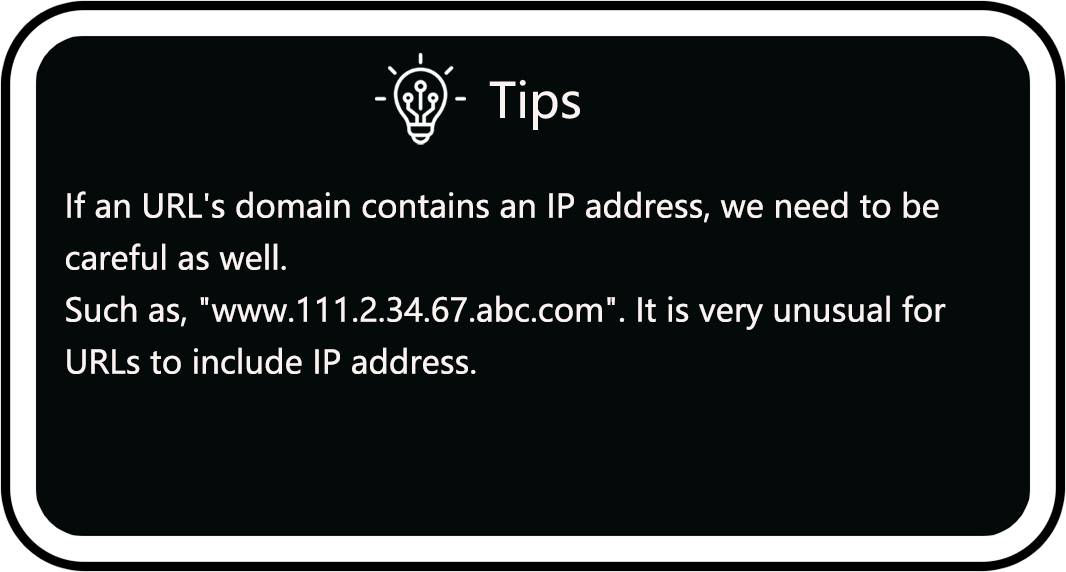 Tips
If an URL's domain contains an IP address, we need to be
careful as well.
Such as, "www.111.2.34.67.abc.com". It is very unusual for
URLs to include IP address.